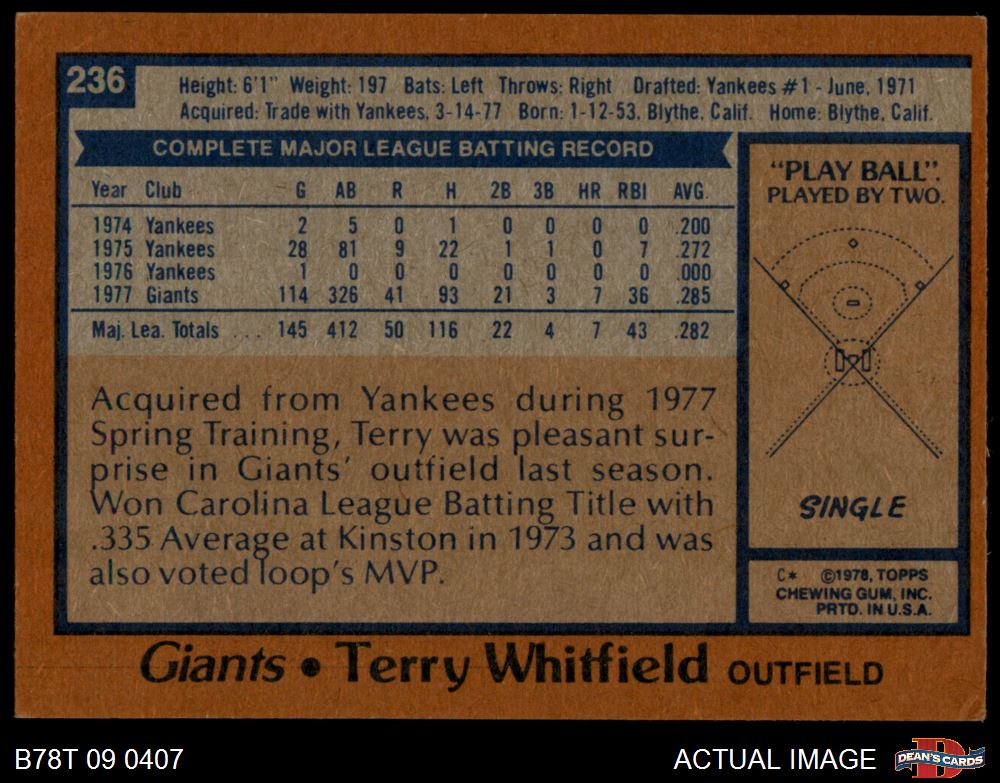 236
Height: 6'1" Weight: 197 Bats: Left Throws: Right Drafted: Yankees #1 - June, 1971
Acquired: Trade with Yankees, 3-14-77 Born: 1-12-53, Blythe, Calif. Home: Blythe, Calif.
COMPLETE MAJOR LEAGUE BATTING RECORD
Year Club G AB R H 2B 3B HR RBI AVG.
1974 Yankees 2 5 0 1 0 0 0 0 .200
1975 Yankees 28 81 9 22 1 1 0 7 .272
1976 Yankees 1 0 0 0 0 0 0 0 .000
1977 Giants 114 326 41 93 21 3 7 36 .285
Maj. Lea. Totals . . . 145 412 50 116 22 4 7 43 .282
Acquired from Yankees during 1977
Spring Training, Terry was pleasant sur-
prise in Giants' outfield last season.
Won Carolina League Batting Title with
.335 Average at Kinston in 1973 and was
also voted loop's MVP.
"PLAY BALL".
PLAYED BY TWO.
SINGLE
C* ©1978, TOPPS
CHEWING GUM, INC.
PRTD. IN U.S.A.
Giants • Terry Whitfield OUTFIELD
B78T 09 0407
ACTUAL IMAGE
D
DEAN'S CARDS